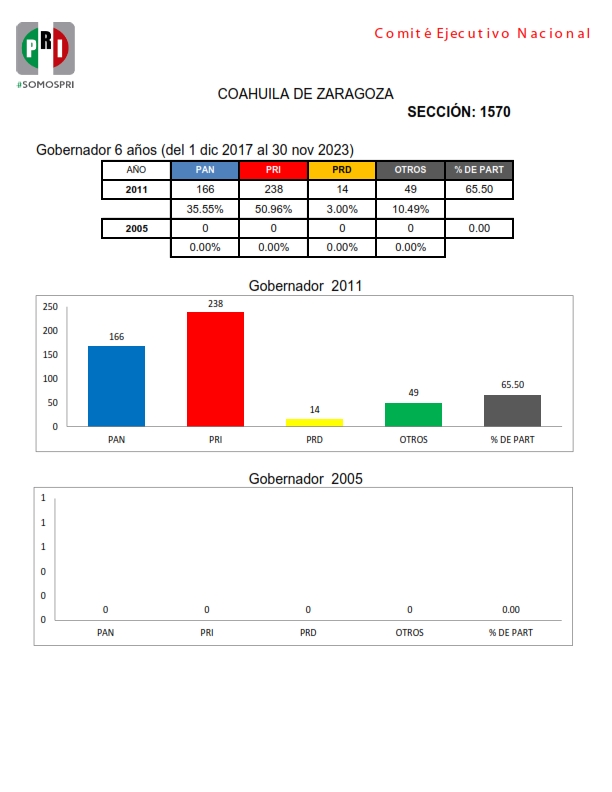 PRI
#SOMOSPRI
Comité Ejecutivo Nacional
COAHUILA DE ZARAGOZA
SECCIÓN: 1570
Gobernador 6 años (del 1 dic 2017 al 30 nov 2023)
AÑO PAN PRI PRD OTROS % DE PART
2011 166 238 14 49 65.50
35.55% 50.96% 3.00% 10.49%
2005 0 0 0 0 0.00
0.00% 0.00% 0.00% 0.00%
Gobernador 2011
250
200
150
100
50
0
166 238 14 49 65.50
PAN PRI PRD OTROS % DE PART
Gobernador 2005
1
1
1
0
0
0
0 0 0 0 0.00
PAN PRI PRD OTROS % DE PART